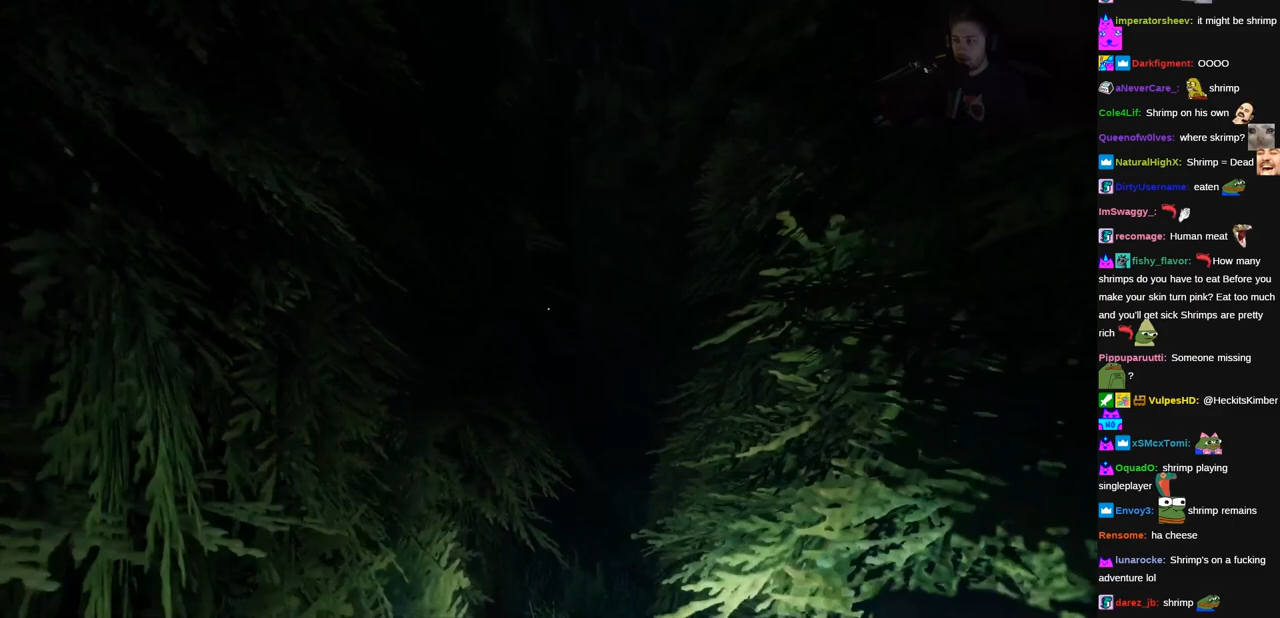 imperatorsheev: it might be shrimp
Darkfigment: OOOO
aNeverCare_: shrimp
Cole4Lif: Shrimp on his own
Queenofw0lves: where skrimp?
NaturalHighX: Shrimp = Dead
DirtyUsername: eaten
ImSwaggy_:
recomage: Human meat
fishy_flavor: How many
shrimps do you have to eat Before you
make your skin turn pink? Eat too much
and you'll get sick Shrimps are pretty
rich
Pippuparuutti: Someone missing
?
VulpesHD: @HeckitsKimber
NO
xSMcxTomi:
OquadO: shrimp playing
singleplayer
Envoy3: shrimp remains
Rensome: ha cheese
lunarocke: Shrimp's on a fucking
adventure lol
darez_jb: shrimp